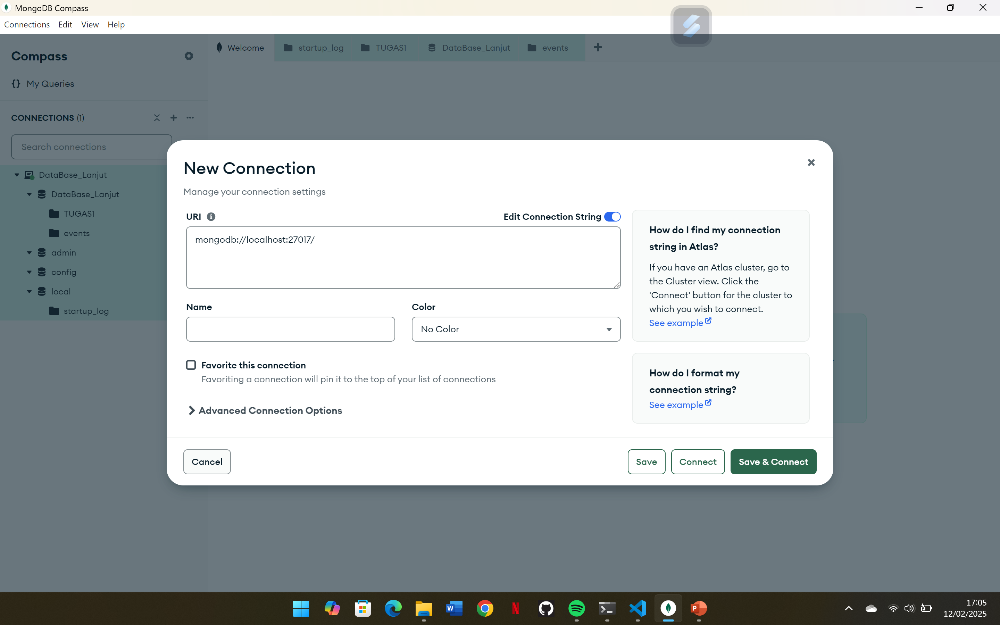 MongoDB Compass
Connections Edit View Help
Compass
My Queries
CONNECTIONS (1)
Search connections
DataBase_Lanjut
DataBase_Lanjut
TUGAS1
events
admin
config
local
startup_log
Welcome startup_log TUGAS1 DataBase_Lanjut events
New Connection
Manage your connection settings
URI Edit Connection String
mongodb://localhost:27017/
Name Color
No Color
Favorite this connection
Favoriting a connection will pin it to the top of your list of connections
Advanced Connection Options
How do I find my connection
string in Atlas?
If you have an Atlas cluster, go to
the Cluster view. Click the
'Connect' button for the cluster to
which you wish to connect.
See example
How do I format my
connection string?
See example
Cancel Save Connect Save & Connect
17:05
12/02/2025